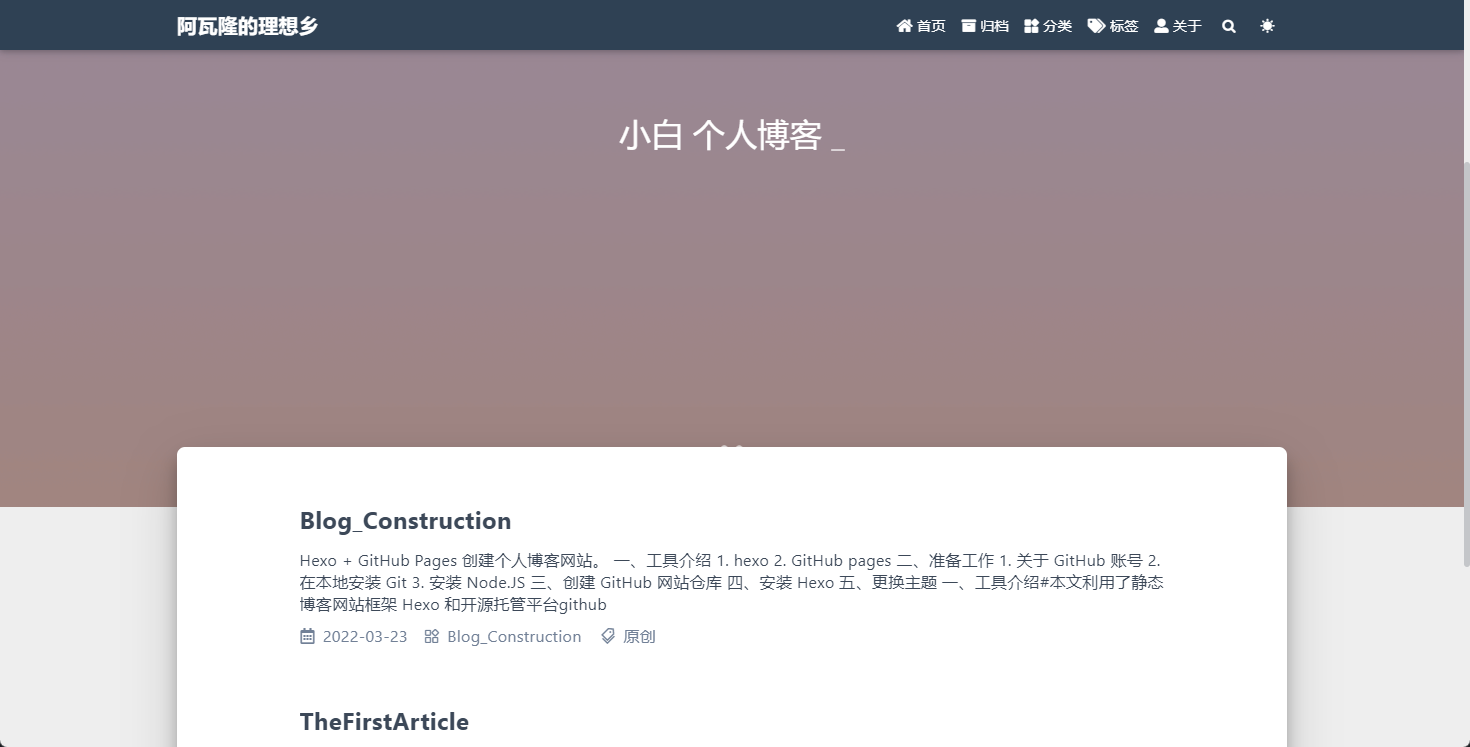 阿瓦隆的理想乡
首页 归档 分类 标签 关于
小白 个人博客 _
Blog_Construction
Hexo + GitHub Pages 创建个人博客网站。 一、工具介绍 1. hexo 2. GitHub pages 二、准备工作 1. 关于 GitHub 账号 2.
在本地安装 Git 3. 安装 Node.JS 三、创建 GitHub 网站仓库 四、安装 Hexo 五、更换主题 一、工具介绍#本文利用了静态
博客网站框架 Hexo 和开源托管平台github
2022-03-23 Blog_Construction 原创
TheFirstArticle